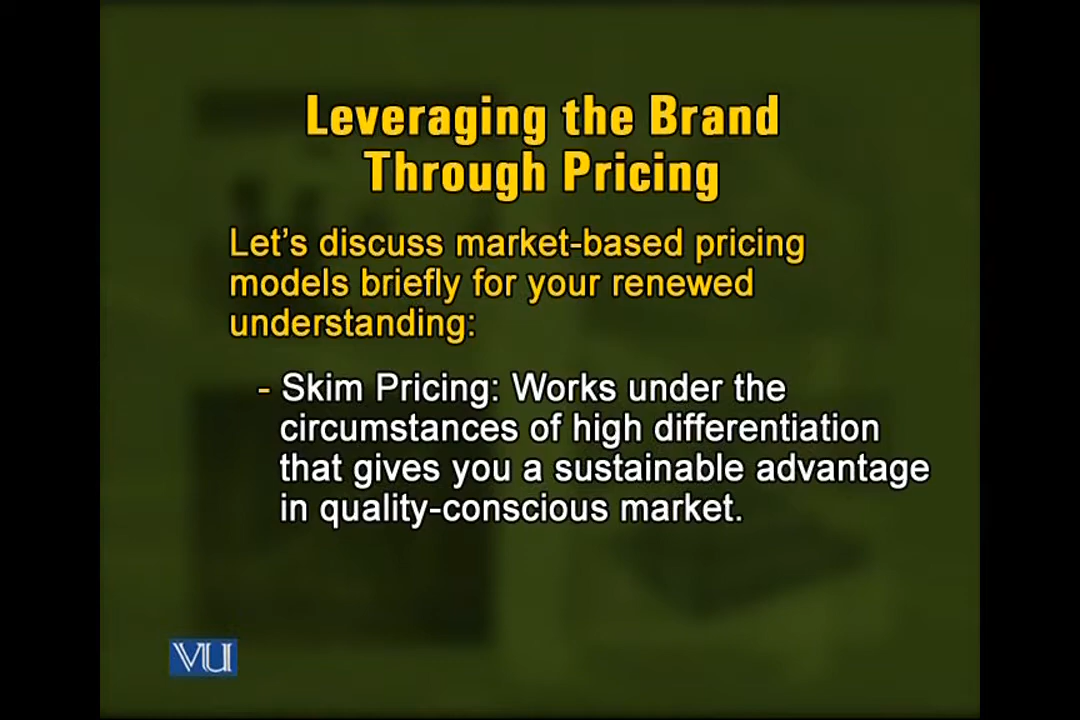 Leveraging the Brand
Through Pricing
Let's discuss market-based pricing
models briefly for your renewed
understanding:
- Skim Pricing: Works under the
circumstances of high differentiation
that gives you a sustainable advantage
in quality-conscious market.
VU